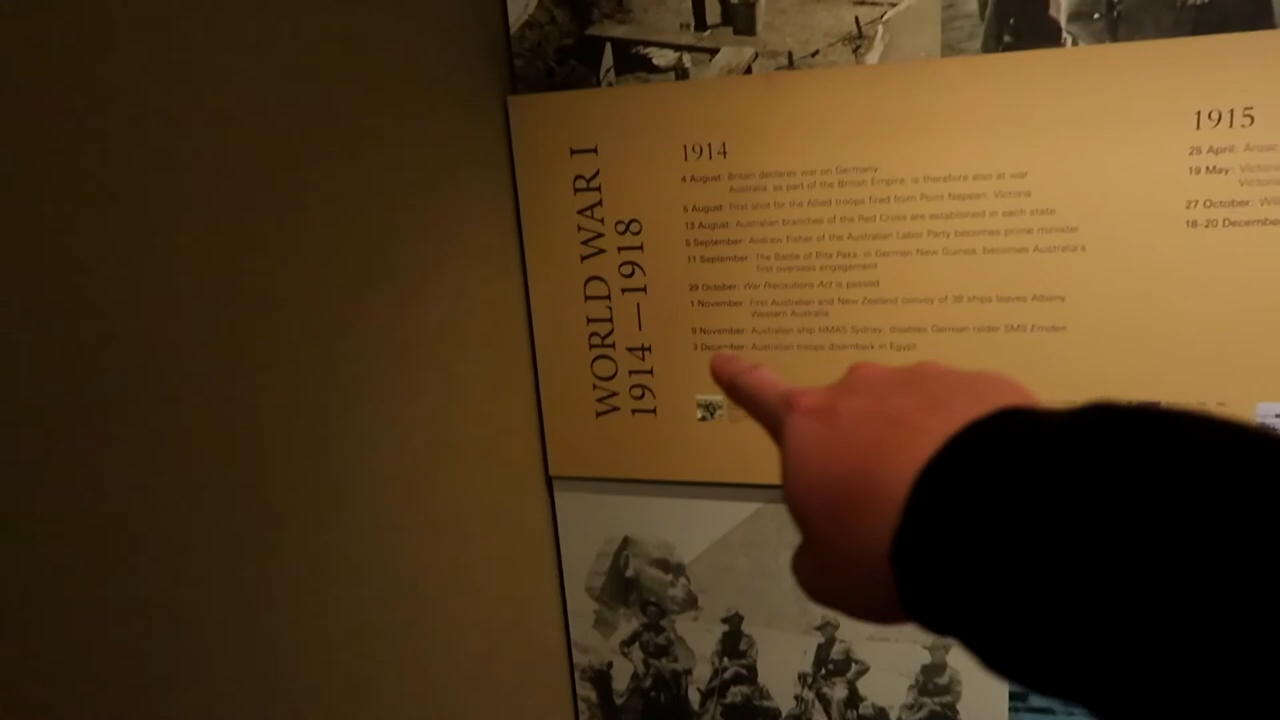 WORLD WAR I
1914 – 1918
1914
4 August: Britain declares war on Germany.
Australia, as part of the British Empire, is therefore also at war
5 August: First shot for the Allied troops fired from Point Nepean, Victoria
13 August: Australian branches of the Red Cross are established in each state
5 September: Andrew Fisher of the Australian Labor Party becomes prime minister
11 September: The Battle of Bita Paka, in German New Guinea, becomes Australia's
first overseas engagement
29 October: War Precautions Act is passed
1 November: First Australian and New Zealand convoy of 38 ships leaves Albany,
Western Australia
9 November: Australian ship HMAS Sydney, disables German raider SMS Emden
3 December: Australian troops disembark in Egypt
1915
25 April: Anzac
19 May:
27 October:
18–20 December